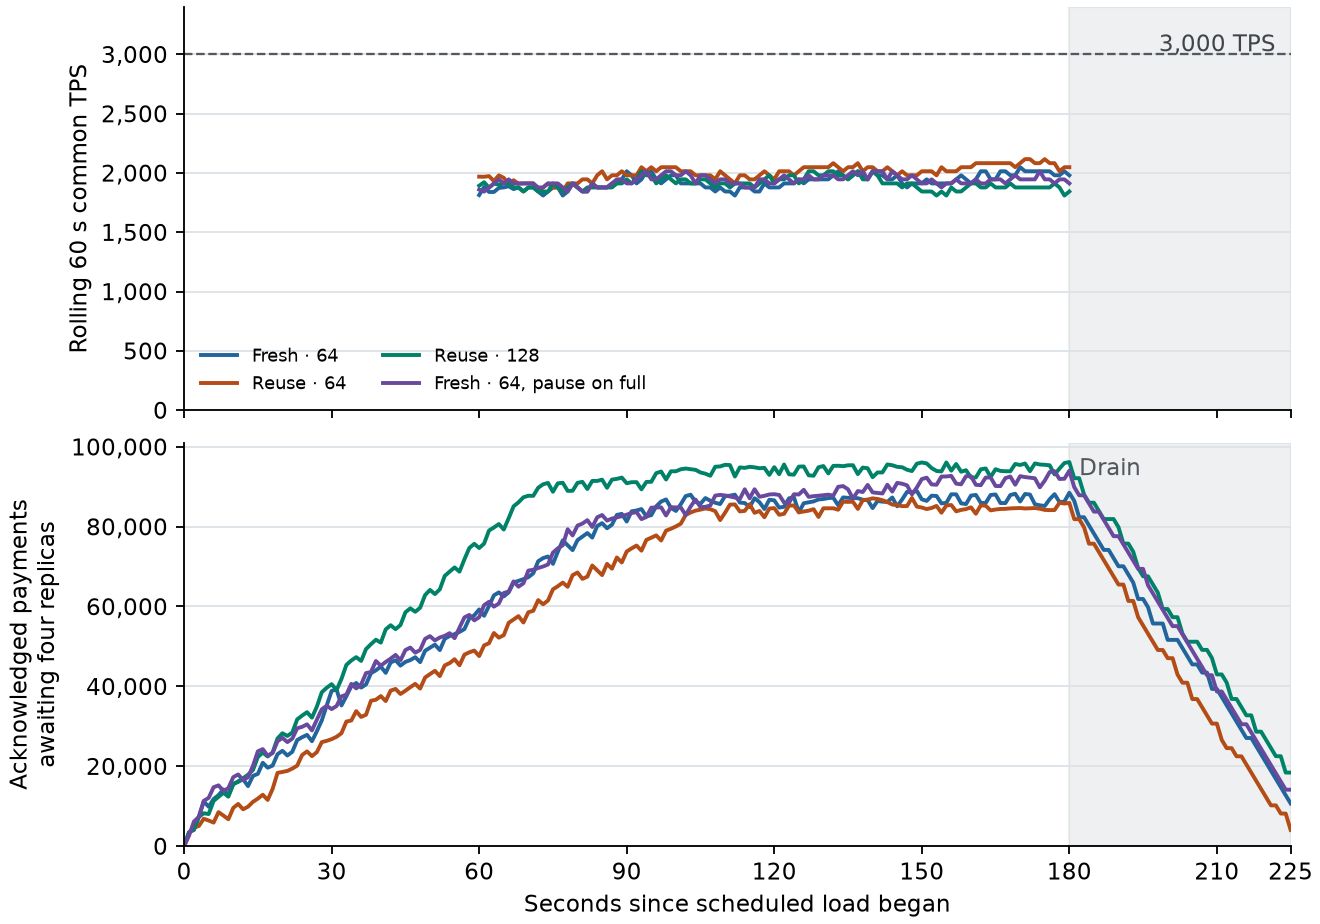 Rolling 60 s common TPS
3,000
2,500
2,000
1,500
1,000
500
0
3,000 TPS
Fresh · 64
Reuse · 64
Reuse · 128
Fresh · 64, pause on full
Acknowledged payments
awaiting four replicas
100,000
80,000
60,000
40,000
20,000
0
Drain
0 30 60 90 120 150 180 210 225
Seconds since scheduled load began